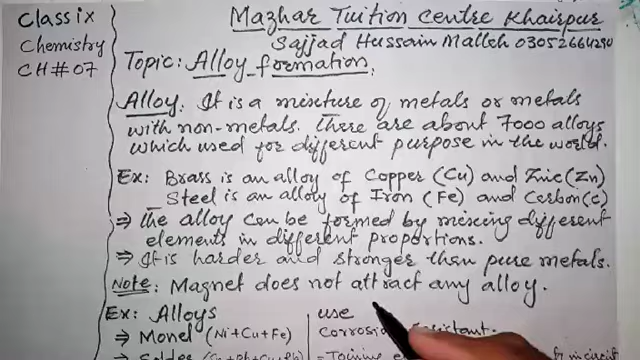 Class ix
Chemistry
CH#07
Mazhar Tuition Centre Khairpur
Sajjad Hussain Malleh
Topic: Alloy formation.
Alloy: It is a mixture of metals or metals
with non-metals. There are about 7000 alloys
which used for different purpose in the world.
Ex: Brass is an alloy of Copper (Cu) and Zinc (Zn)
Steel is an alloy of Iron (Fe) and Carbon (c)
⇒ The alloy can be formed by mixing different
elements in different proportions.
⇒ It is harder and stronger than pure metals.
Note: Magnet does not attract any alloy.
Ex: Alloys
use
⇒ Monel (Ni+Cu+Fe)